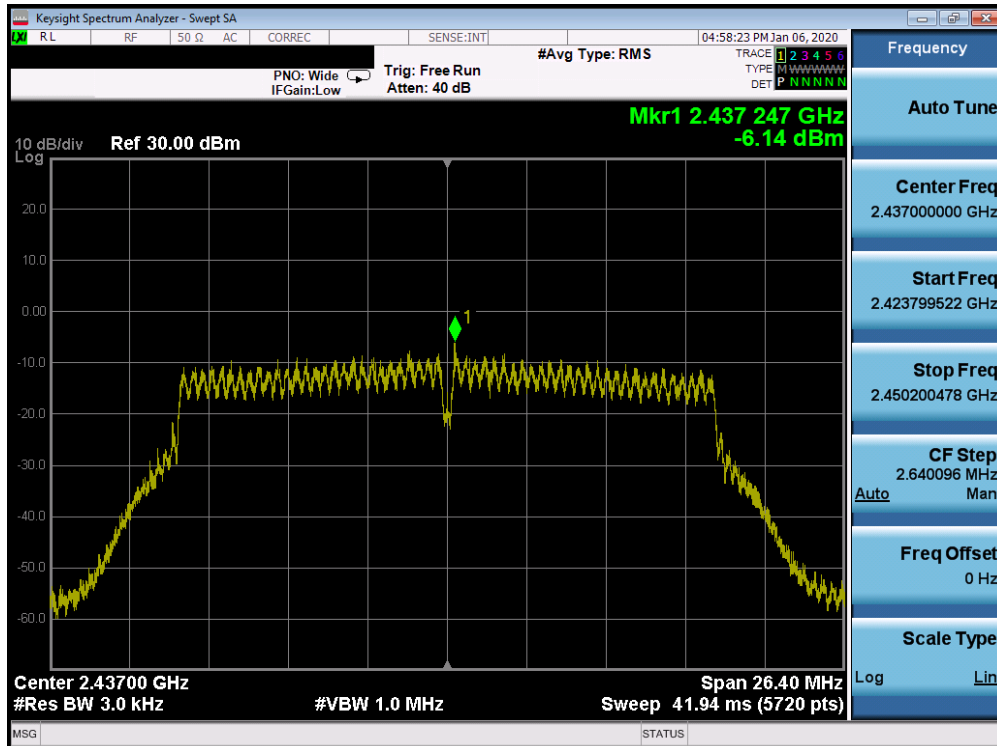 Keysight Spectrum Analyzer - Swept SA
LXI RL RF 50 Ω AC CORREC SENSE:INT 04:58:23 PM Jan 06, 2020
PNO: Wide Trig: Free Run #Avg Type: RMS TRACE 1 2 3 4 5 6
IFGain:Low Atten: 40 dB TYPE M WWWWW
DET P N N N N N
Mkr1 2.437 247 GHz
-6.14 dBm
10 dB/div Ref 30.00 dBm
Log
20.0
10.0
0.00
1
-10.0
-20.0
-30.0
-40.0
-50.0
-60.0
Center 2.43700 GHz Span 26.40 MHz
#Res BW 3.0 kHz #VBW 1.0 MHz Sweep 41.94 ms (5720 pts)
MSG STATUS
Frequency
Auto Tune
Center Freq
2.437000000 GHz
Start Freq
2.423799522 GHz
Stop Freq
2.450200478 GHz
CF Step
2.640096 MHz
Auto Man
Freq Offset
0 Hz
Scale Type
Log Lin